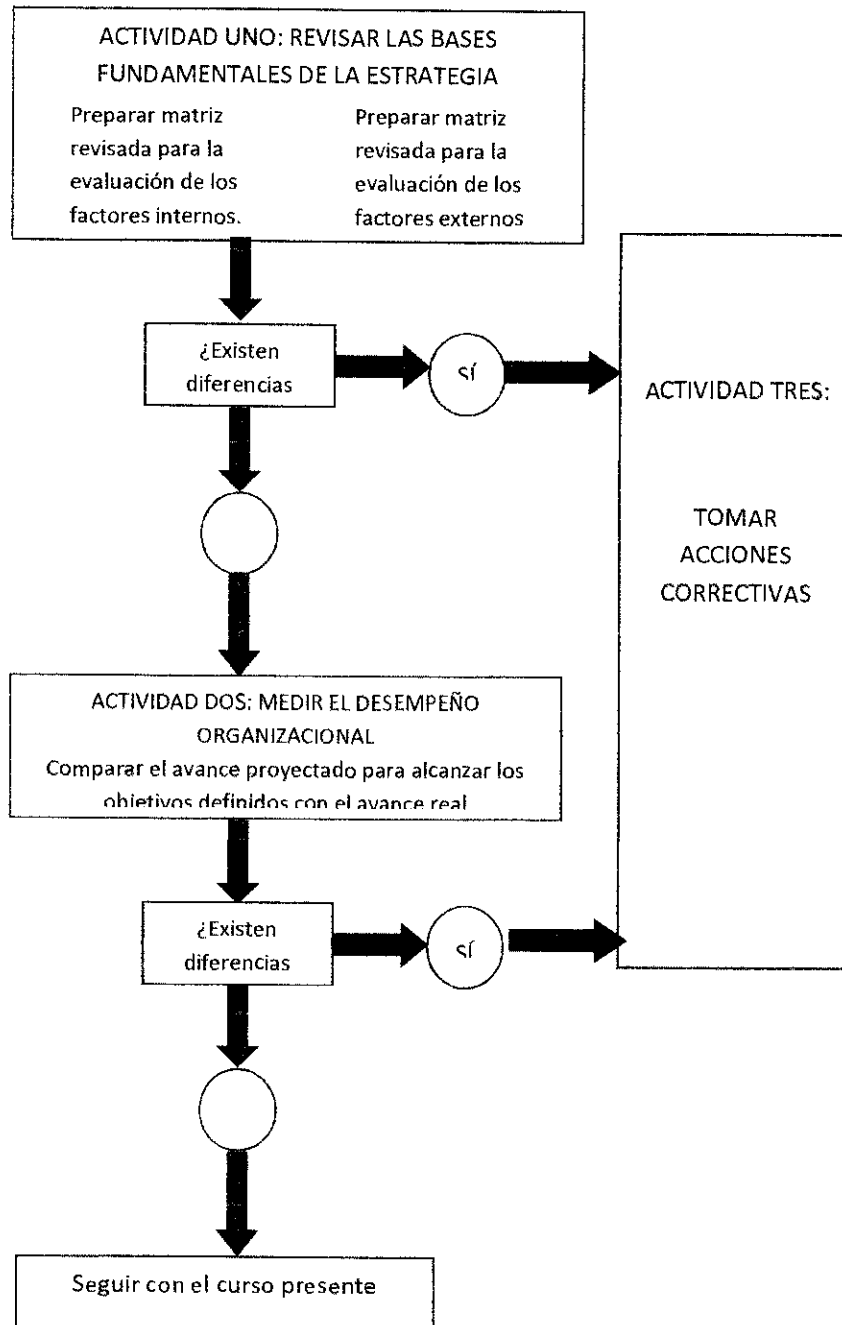 ACTIVIDAD UNO: REVISAR LAS BASES
FUNDAMENTALES DE LA ESTRATEGIA
Preparar matriz
revisada para la
evaluación de los
factores internos.
Preparar matriz
revisada para la
evaluación de los
factores externos
¿Existen
diferencias
SÍ
ACTIVIDAD TRES:
TOMAR
ACCIONES
CORRECTIVAS
ACTIVIDAD DOS: MEDIR EL DESEMPEÑO
ORGANIZACIONAL
Comparar el avance proyectado para alcanzar los
objetivos definidos con el avance real
¿Existen
diferencias
SÍ
Seguir con el curso presente